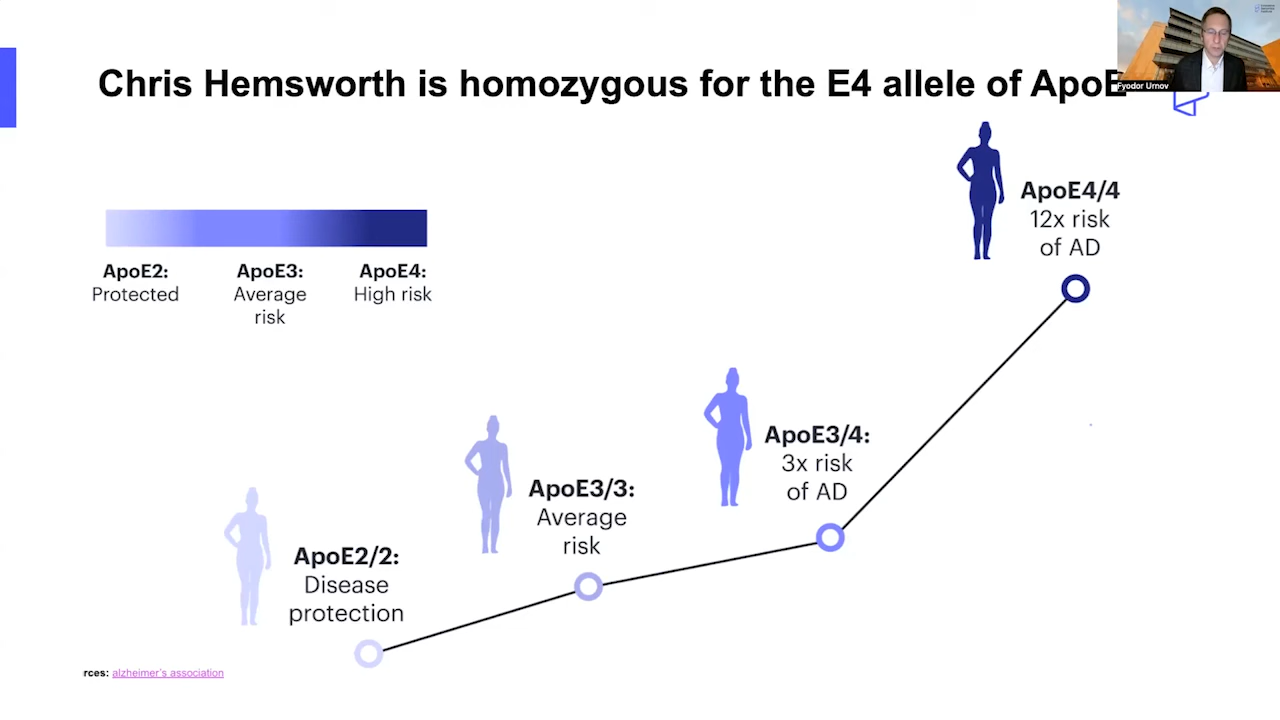 Chris Hemsworth is homozygous for the E4 allele of ApoE
Fyodor Urnov
ApoE4/4
12x risk
of AD
ApoE2:
Protected
ApoE3:
Average
risk
ApoE4:
High risk
ApoE3/4:
3x risk
of AD
ApoE3/3:
Average
risk
ApoE2/2:
Disease
protection
rces: alzheimer's association